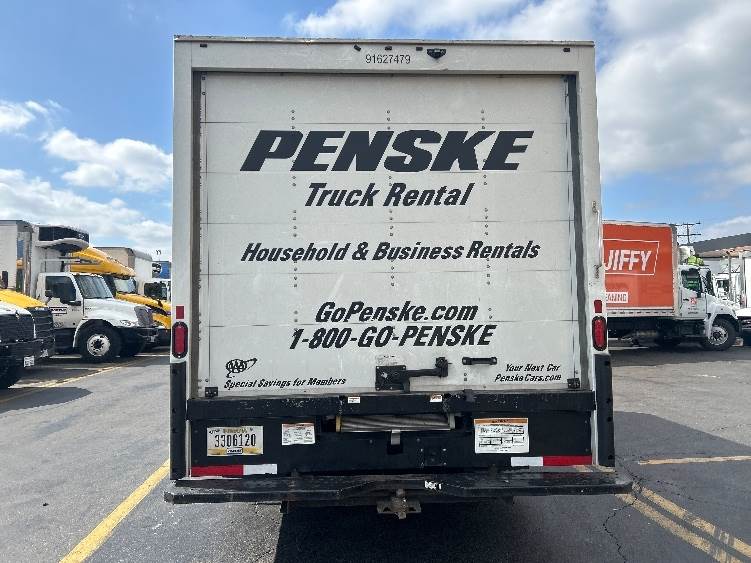 91627479
PENSKE
Truck Rental
Household & Business Rentals
GoPenske.com
1-800-GO-PENSKE
AAA
Special Savings for Members
Your Next Car
PenskeCars.com
3306120
JIFFY